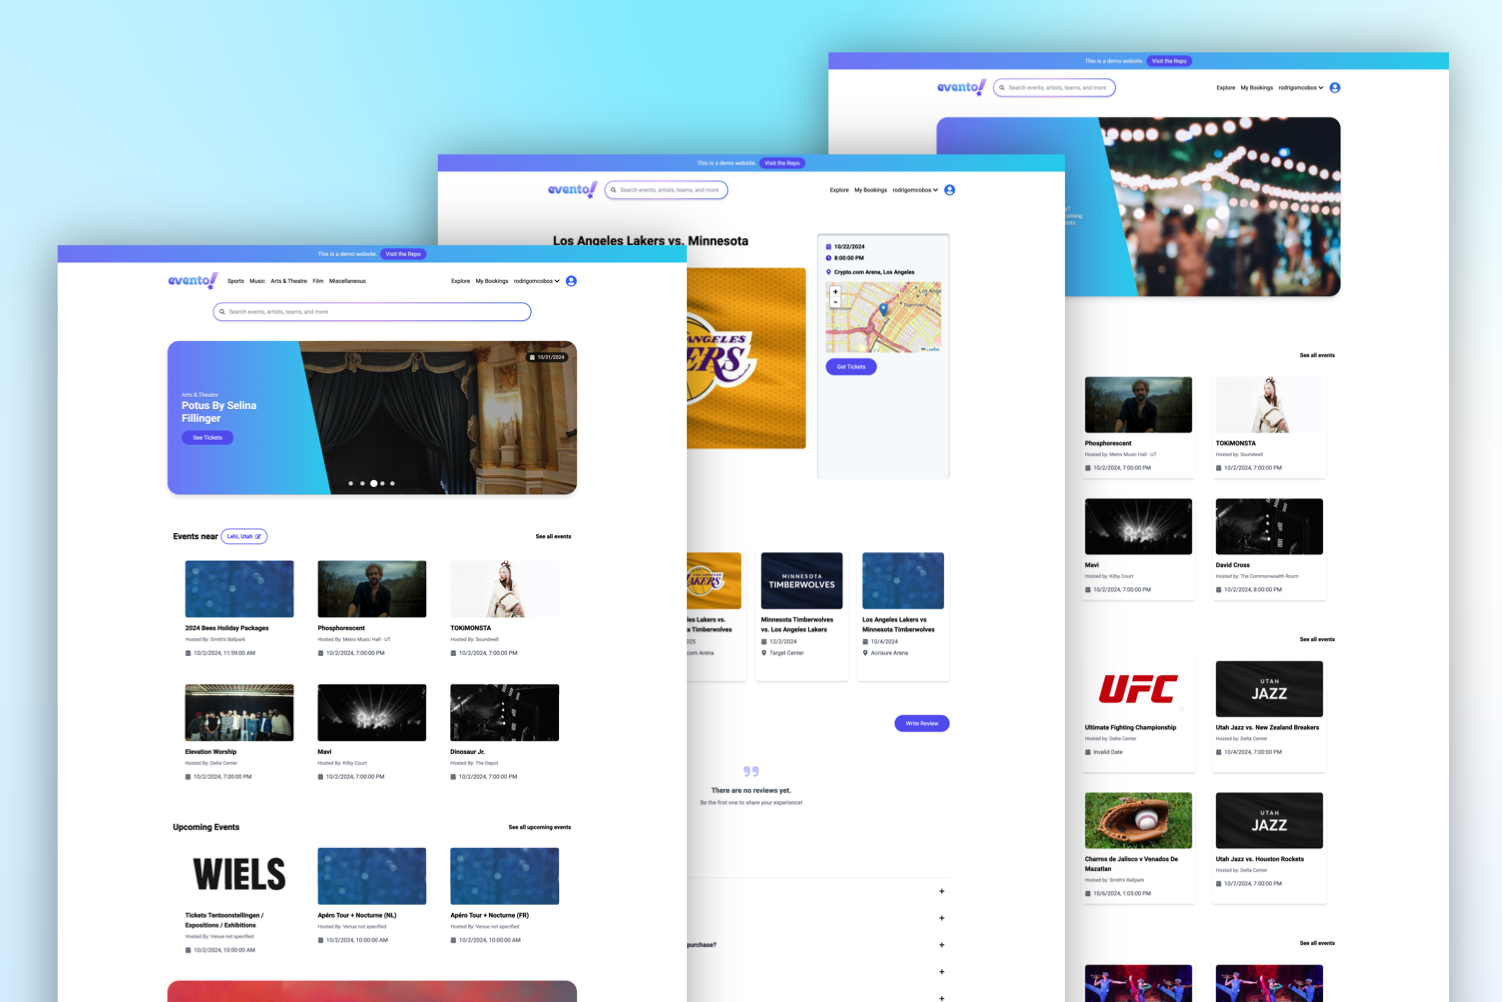 This is a demo website. Visit the Repo
evento!
Search events, artists, teams, and more
Explore My Bookings rodrigomcobos
See all events
Phosphorescent
Hosted by: Metro Music Hall - UT
10/2/2024, 7:00:00 PM
TOKiMONSTA
Hosted by: Soundwell
10/2/2024, 7:00:00 PM
Mavi
Hosted by: Kilby Court
10/2/2024, 7:00:00 PM
David Cross
Hosted by: The Commonwealth Room
10/2/2024, 8:00:00 PM
See all events
UFC
Ultimate Fighting Championship
Hosted by: Delta Center
Invalid Date
UTAH
JAZZ
Utah Jazz vs. New Zealand Breakers
Hosted by: Delta Center
10/4/2024, 7:00:00 PM
Charros de Jalisco v Venados De
Mazatlan
Hosted by: Smith's Ballpark
10/6/2024, 1:05:00 PM
UTAH
JAZZ
Utah Jazz vs. Houston Rockets
Hosted by: Delta Center
10/7/2024, 7:00:00 PM
See all events
This is a demo website. Visit the Repo
evento!
Search events, artists, teams, and more
Explore My Bookings rodrigomcobos
Los Angeles Lakers vs. Minnesota
10/22/2024
8:00:00 PM
Crypto.com Arena, Los Angeles
+
-
Los Ange
Leaflet
Get Tickets
ANGELES
ERS
LAKERS
les Lakers vs.
a Timberwolves
025
com Arena
MINNESOTA
TIMBERWOLVES
Minnesota Timberwolves
vs. Los Angeles Lakers
12/2/2024
Target Center
Los Angeles Lakers vs
Minnesota Timberwolves
10/4/2024
Acrisure Arena
Write Review
There are no reviews yet.
Be the first one to share your experience!
+
+
purchase? +
+
+
This is a demo website. Visit the Repo
evento!
Sports Music Arts & Theatre Film Miscellaneous
Explore My Bookings rodrigomcobos
Search events, artists, teams, and more
10/31/2024
Arts & Theatre
Potus By Selina
Fillinger
See Tickets
Events near Lehi, Utah
See all events
2024 Bees Holiday Packages
Hosted By: Smith's Ballpark
10/2/2024, 11:59:00 AM
Phosphorescent
Hosted By: Metro Music Hall - UT
10/2/2024, 7:00:00 PM
TOKiMONSTA
Hosted By: Soundwell
10/2/2024, 7:00:00 PM
Elevation Worship
Hosted By: Delta Center
10/2/2024, 7:00:00 PM
Mavi
Hosted By: Kilby Court
10/2/2024, 7:00:00 PM
Dinosaur Jr.
Hosted By: The Depot
10/2/2024, 7:00:00 PM
Upcoming Events
See all upcoming events
WIELS
Tickets Tentoonstellingen /
Expositions / Exhibitions
Hosted By: Venue not specified
10/2/2024, 10:00:00 AM
Apéro Tour + Nocturne (NL)
Hosted By: Venue not specified
10/2/2024, 10:00:00 AM
Apéro Tour + Nocturne (FR)
Hosted By: Venue not specified
10/2/2024, 10:00:00 AM